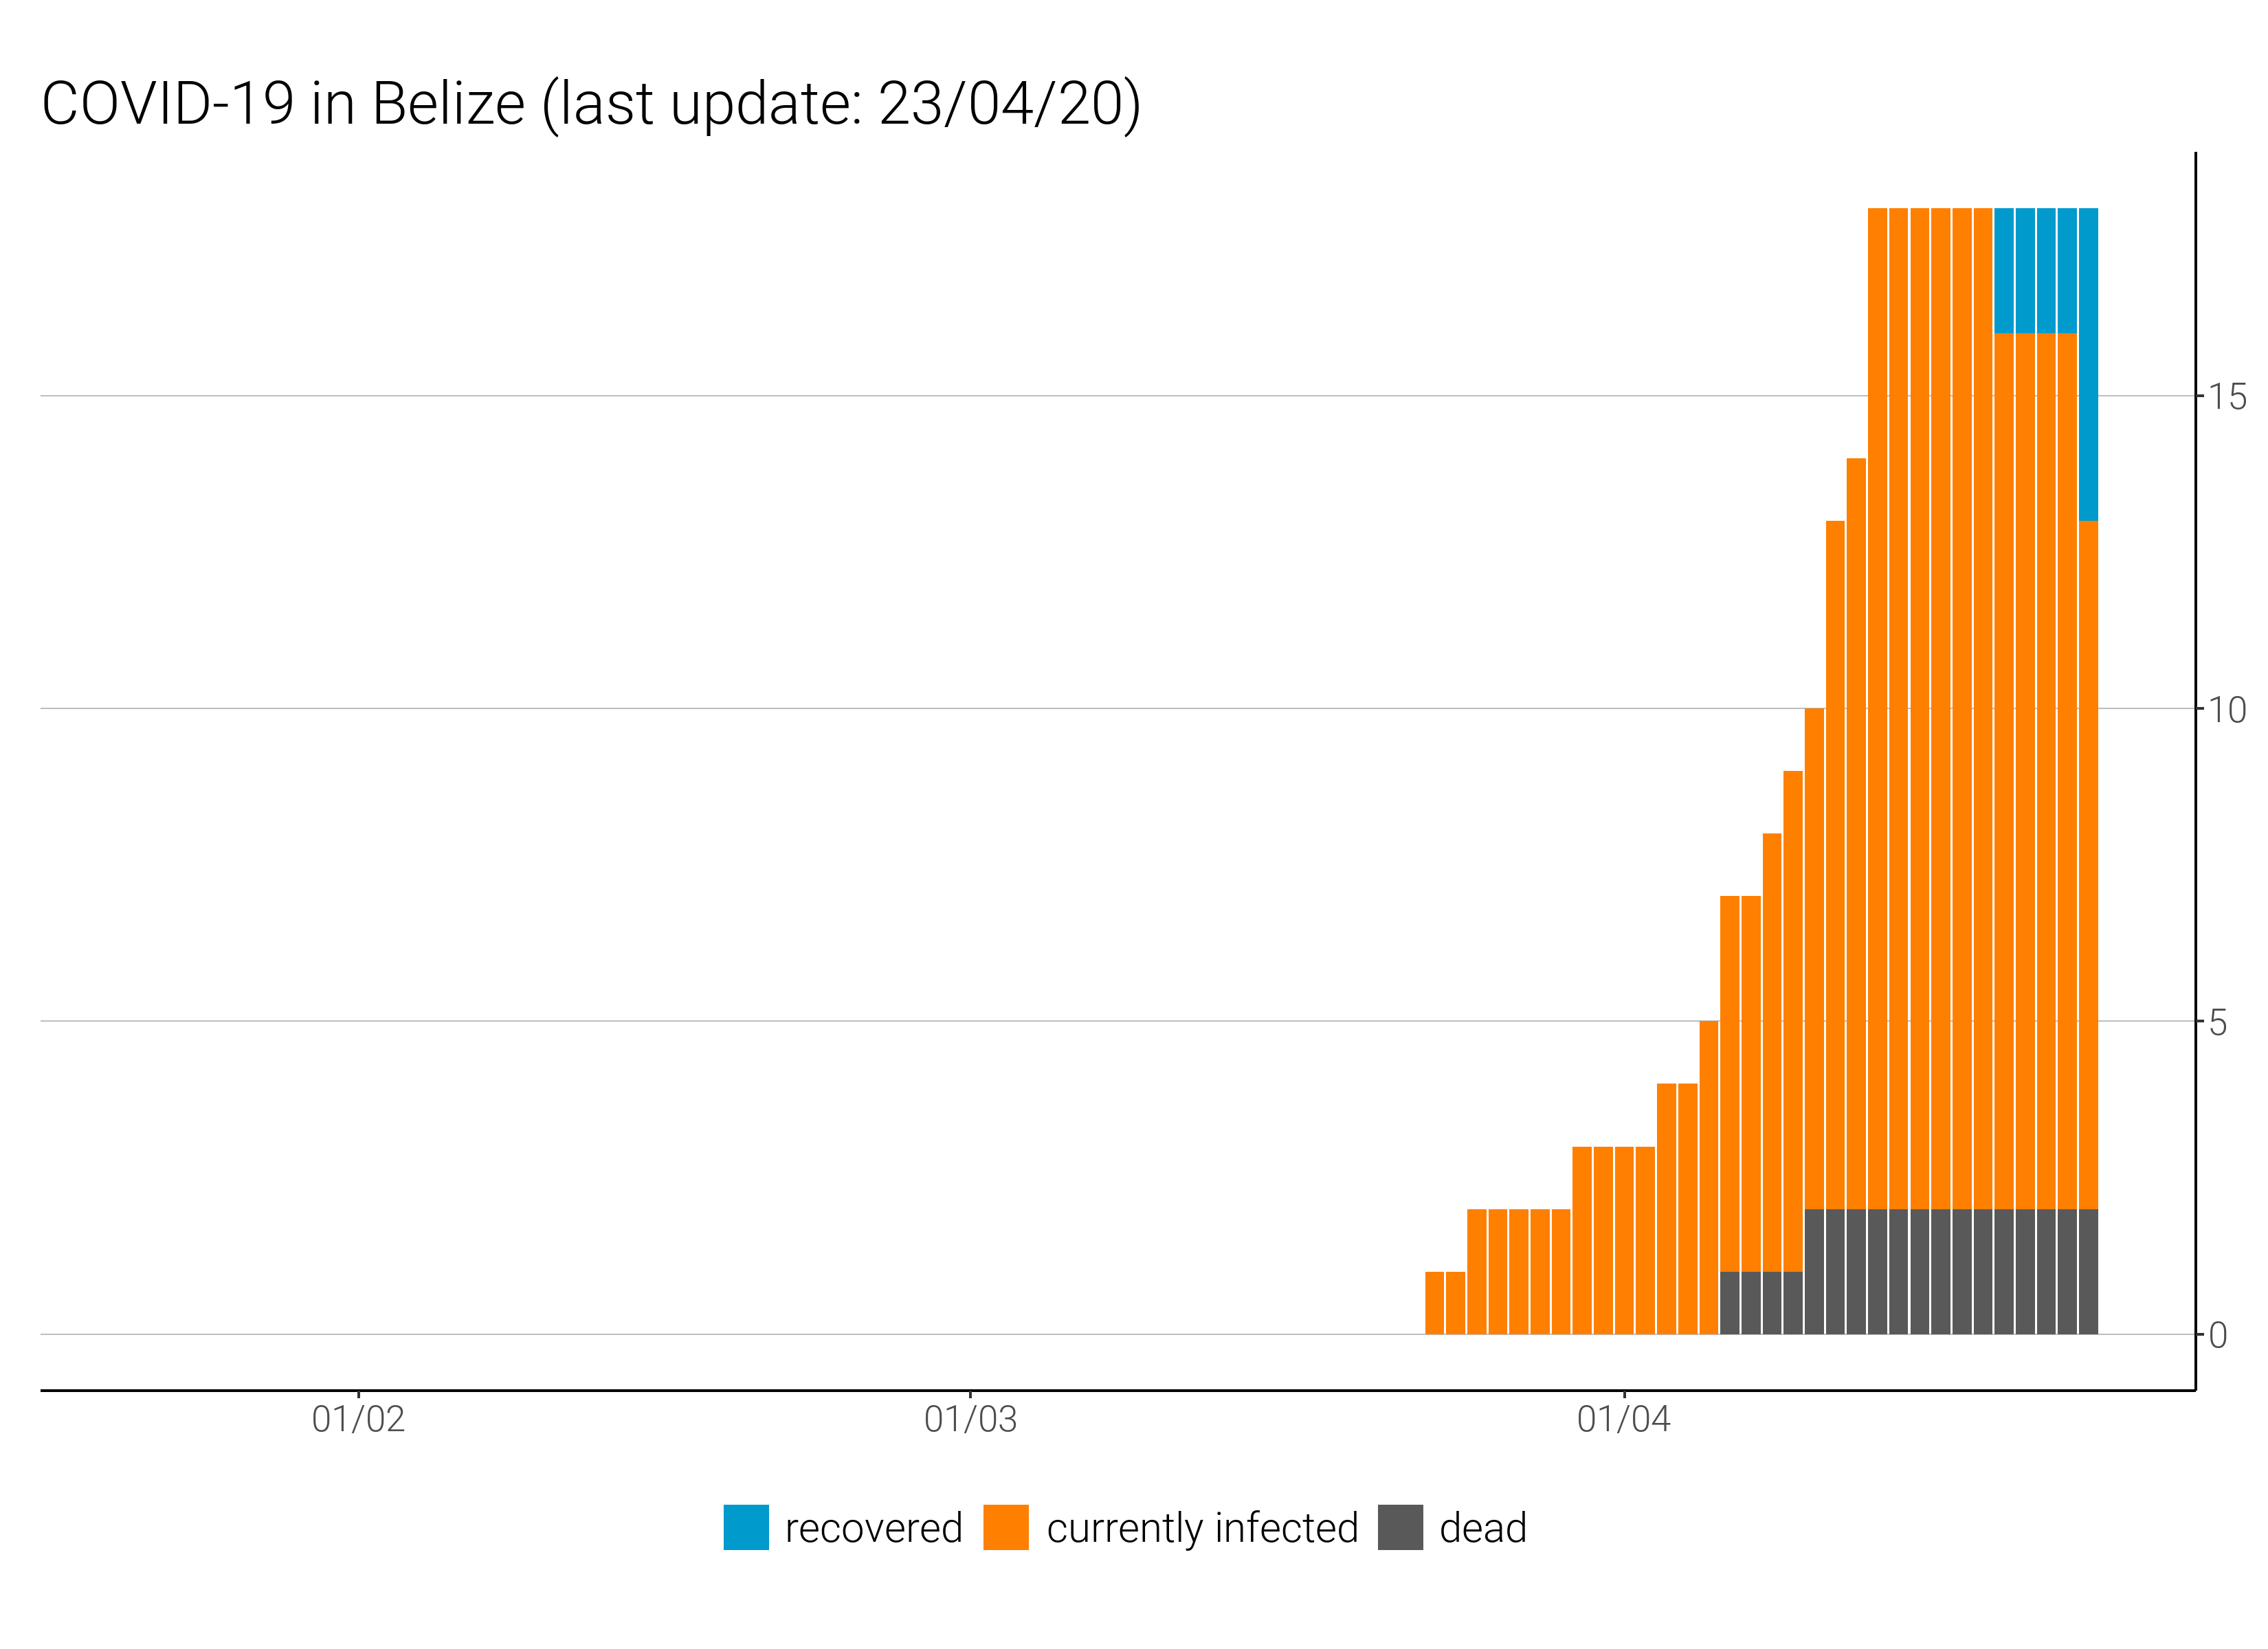 COVID-19 in Belize (last update: 23/04/20)
15
10
5
0
01/02 01/03 01/04
recovered currently infected dead